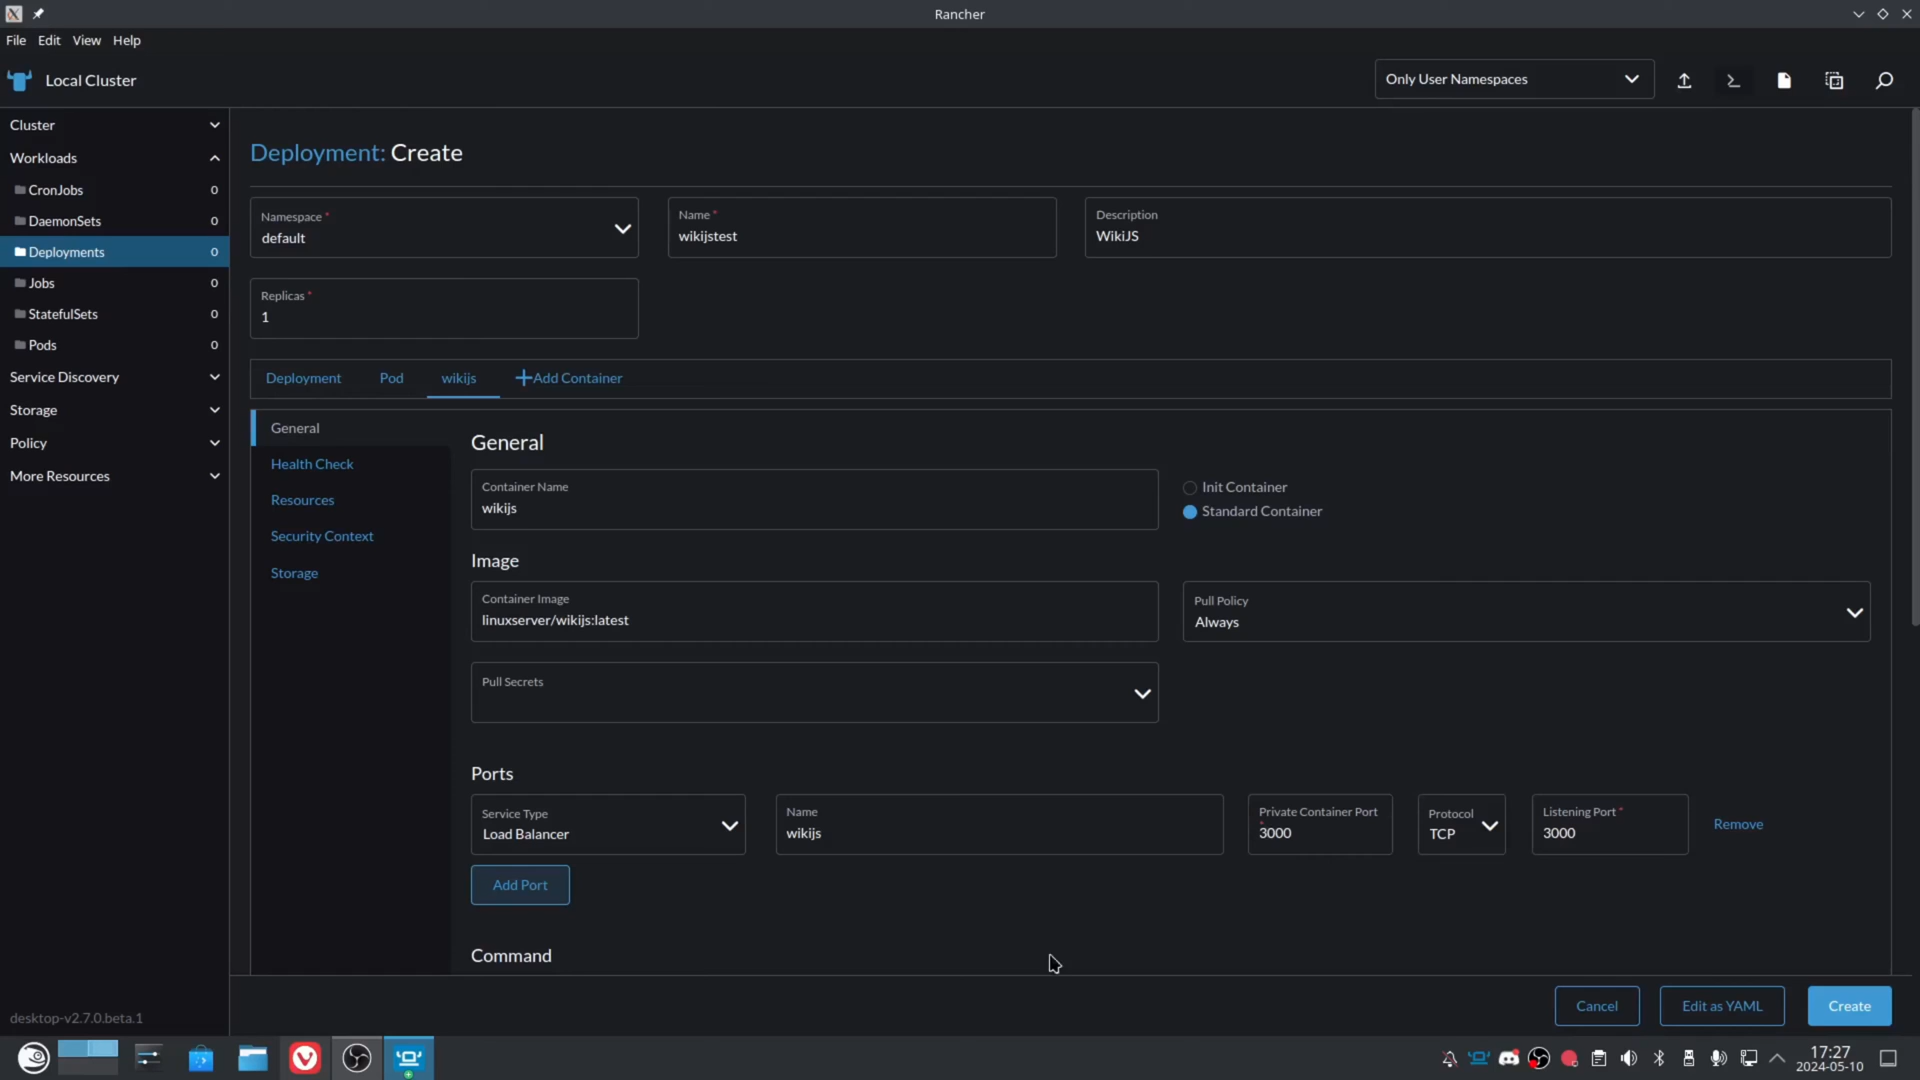 Rancher
File Edit View Help
Local Cluster
Only User Namespaces
Cluster
Workloads
CronJobs 0
DaemonSets 0
Deployments 0
Jobs 0
StatefulSets 0
Pods 0
Service Discovery
Storage
Policy
More Resources
desktop-v2.7.0.beta.1
Deployment: Create
Namespace *
default
Name *
wikijstest
Description
WikiJS
Replicas *
1
Deployment Pod wikijs Add Container
General
Health Check
Resources
Security Context
Storage
General
Container Name
wikijs
Init Container
Standard Container
Image
Container Image
linuxserver/wikijs:latest
Pull Policy
Always
Pull Secrets
Ports
Service Type
Load Balancer
Name
wikijs
Private Container Port *
3000
Protocol
TCP
Listening Port *
3000
Remove
Add Port
Command
Cancel Edit as YAML Create
17:27
2024-05-10